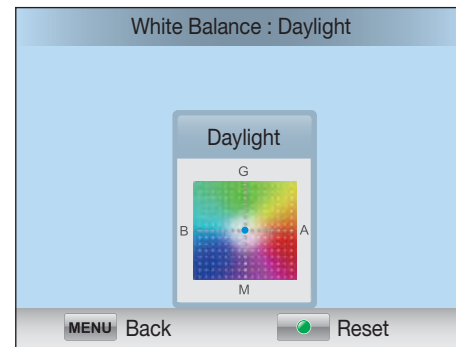 White Balance : Daylight
Daylight
G
B A
M
MENU Back Reset